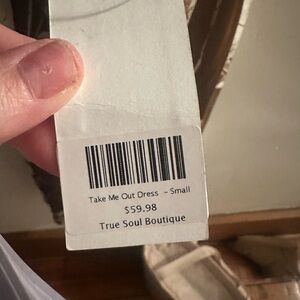 Take Me Out Dress - Small
$59.98
True Soul Boutique